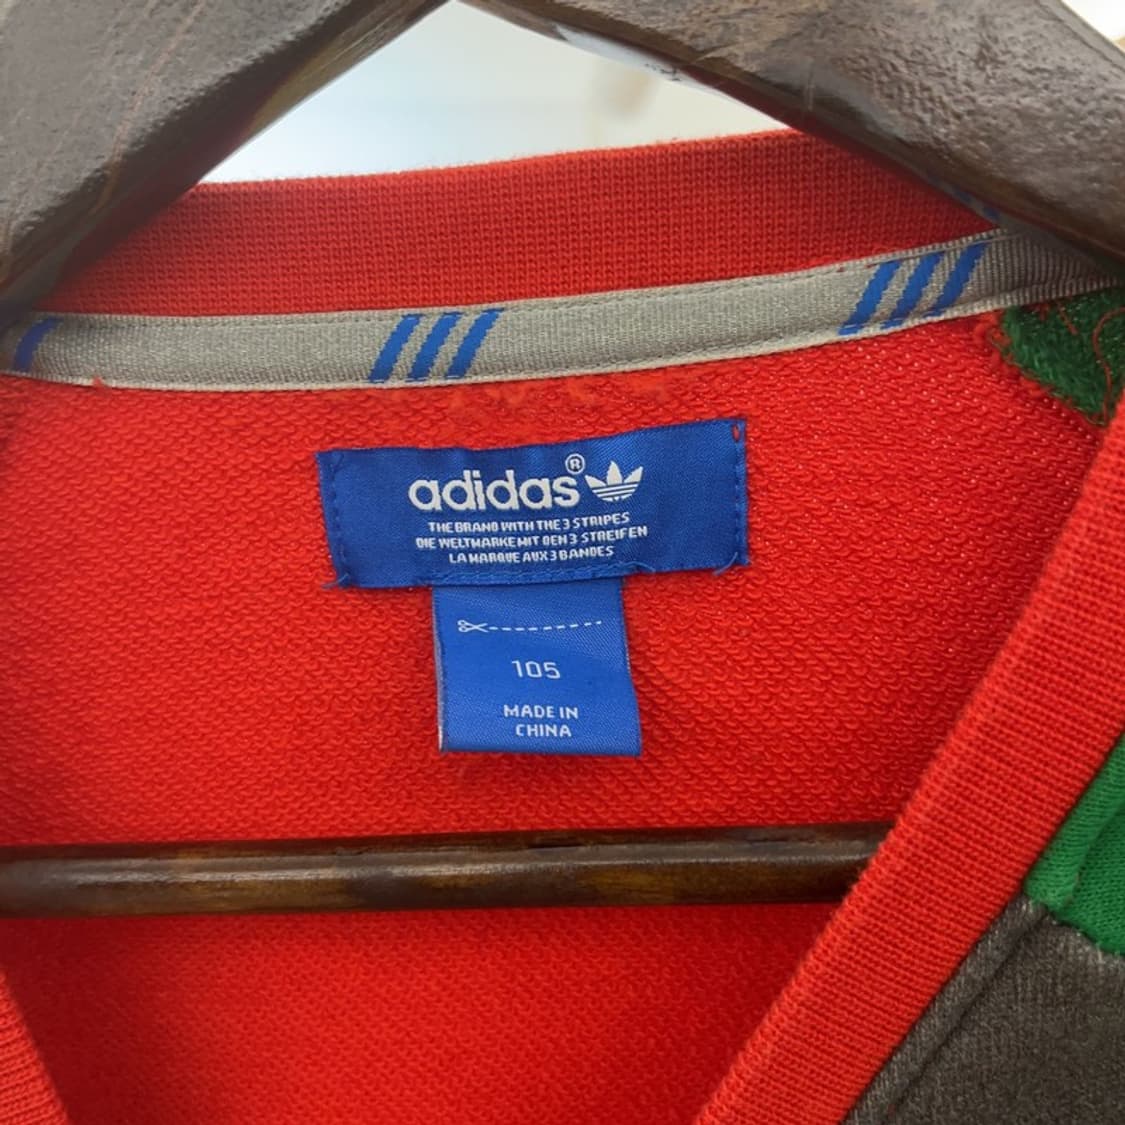 adidas®
THE BRAND WITH THE 3 STRIPES
DIE WELTMARKE MIT DEN 3 STREIFEN
LA MARQUE AUX 3 BANDES
105
MADE IN
CHINA